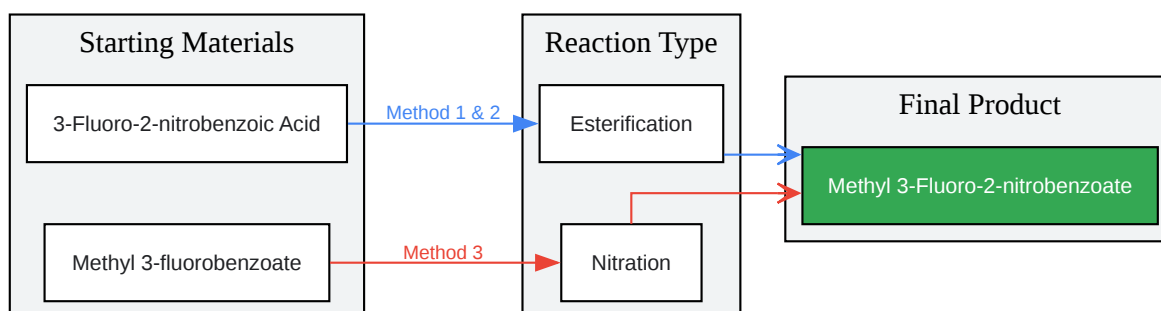 Starting Materials
3-Fluoro-2-nitrobenzoic Acid
Methyl 3-fluorobenzoate
Method 1 & 2
Method 3
Reaction Type
Esterification
Nitration
Final Product
Methyl 3-Fluoro-2-nitrobenzoate